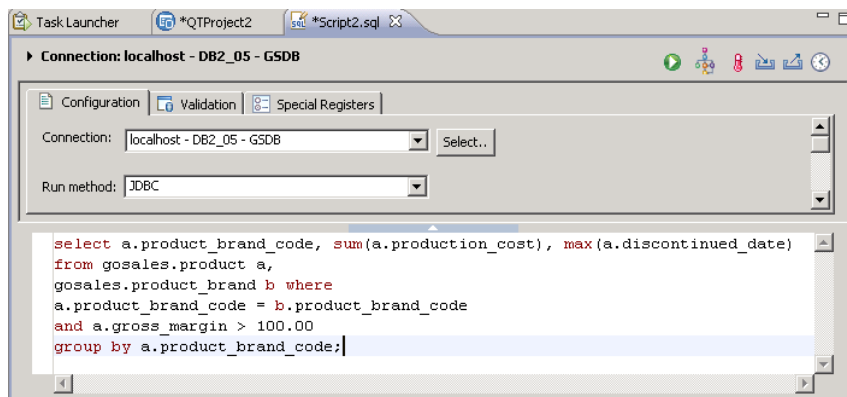 Task Launcher
*QTProject2
*Script2.sql
Connection: localhost - DB2_05 - GSDB
Configuration
Validation
Special Registers
Connection:
localhost - DB2_05 - GSDB
Select..
Run method:
JDBC
select a.product_brand_code, sum(a.production_cost), max(a.discontinued_date)
from gosales.product a,
gosales.product_brand b where
a.product_brand_code = b.product_brand_code
and a.gross_margin > 100.00
group by a.product_brand_code;